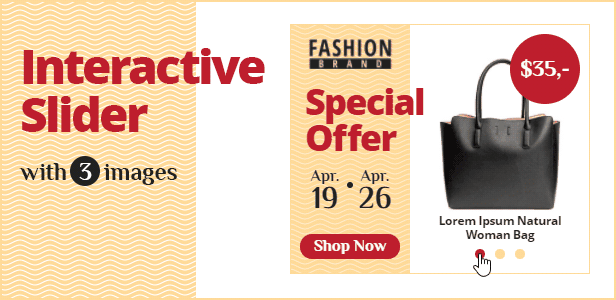 Interactive
Slider
with 3 images
FASHION
BRAND
Special
Offer
Apr. Apr.
19 • 26
Shop Now
$35,-
Lorem Ipsum Natural
Woman Bag